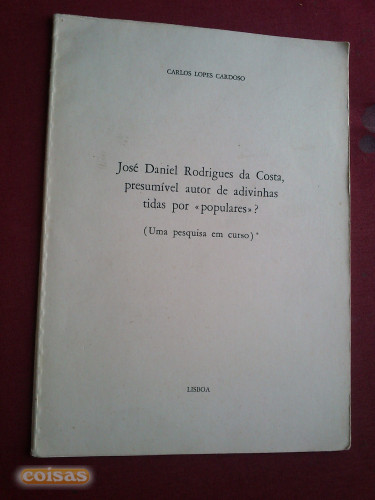 CARLOS LOPES CARDOSO
José Daniel Rodrigues da Costa,
presumível autor de adivinhas
tidas por «populares»?
(Uma pesquisa em curso)*
LISBOA
coisas